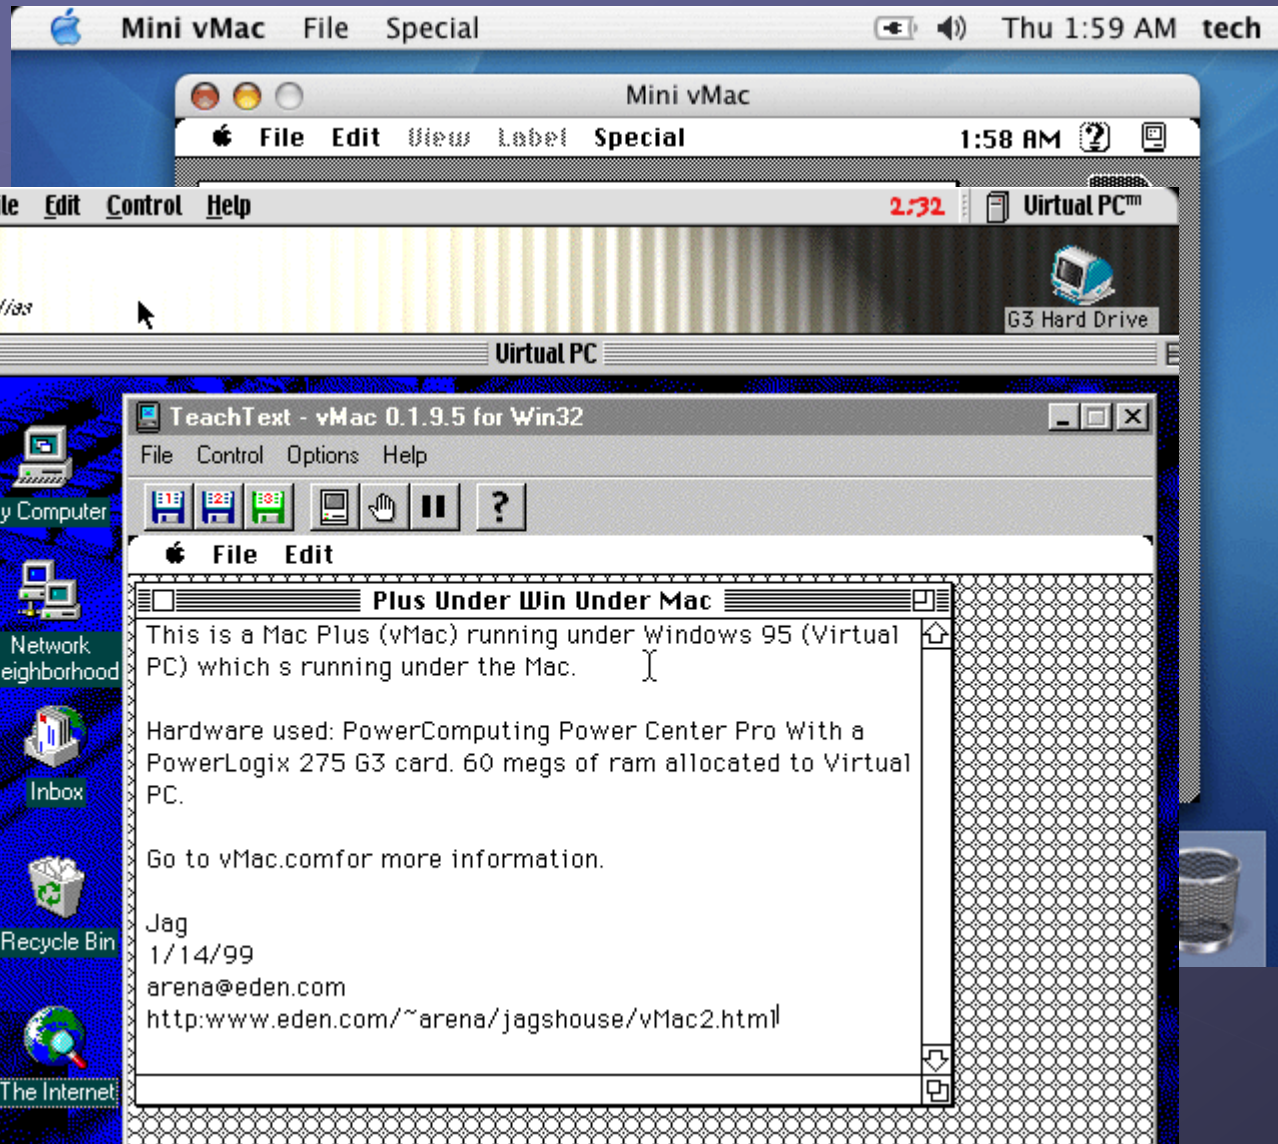 Mini vMac File Special Thu 1:59 AM tech
Mini vMac
File Edit View Label Special 1:58 AM
le Edit Control Help 2:32 Virtual PC™
lias
G3 Hard Drive
Virtual PC
TeachText - vMac 0.1.9.5 for Win32
File Control Options Help
1 2 3 ?
y Computer
File Edit
Plus Under Win Under Mac
This is a Mac Plus (vMac) running under Windows 95 (Virtual
PC) which s running under the Mac.
Network
eighborhood
Hardware used: PowerComputing Power Center Pro With a
PowerLogix 275 G3 card. 60 megs of ram allocated to Virtual
PC.
Inbox
Go to vMac.comfor more information.
Jag
Recycle Bin
1/14/99
arena@eden.com
http:www.eden.com/~arena/jagshouse/vMac2.html
The Internet